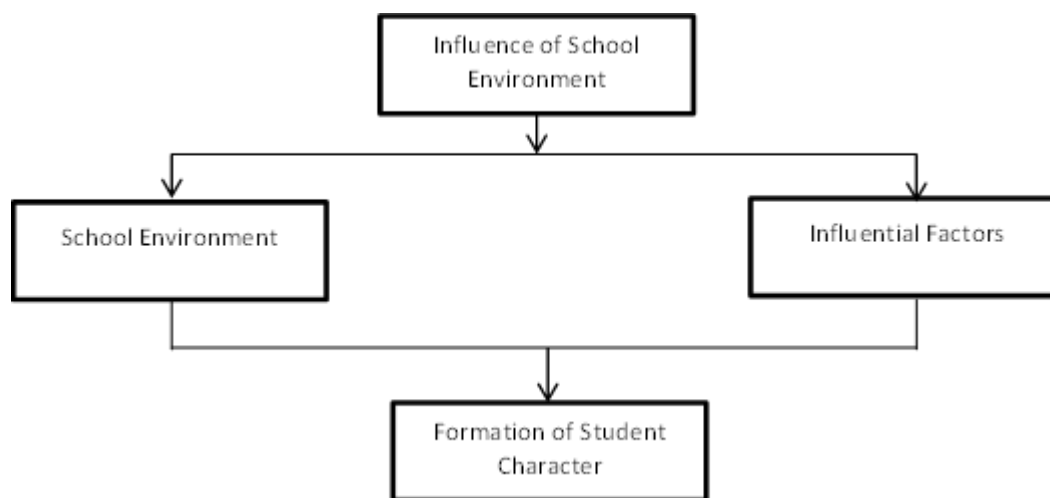 Influence of School
Environment
School Environment
Influential Factors
Formation of Student
Character